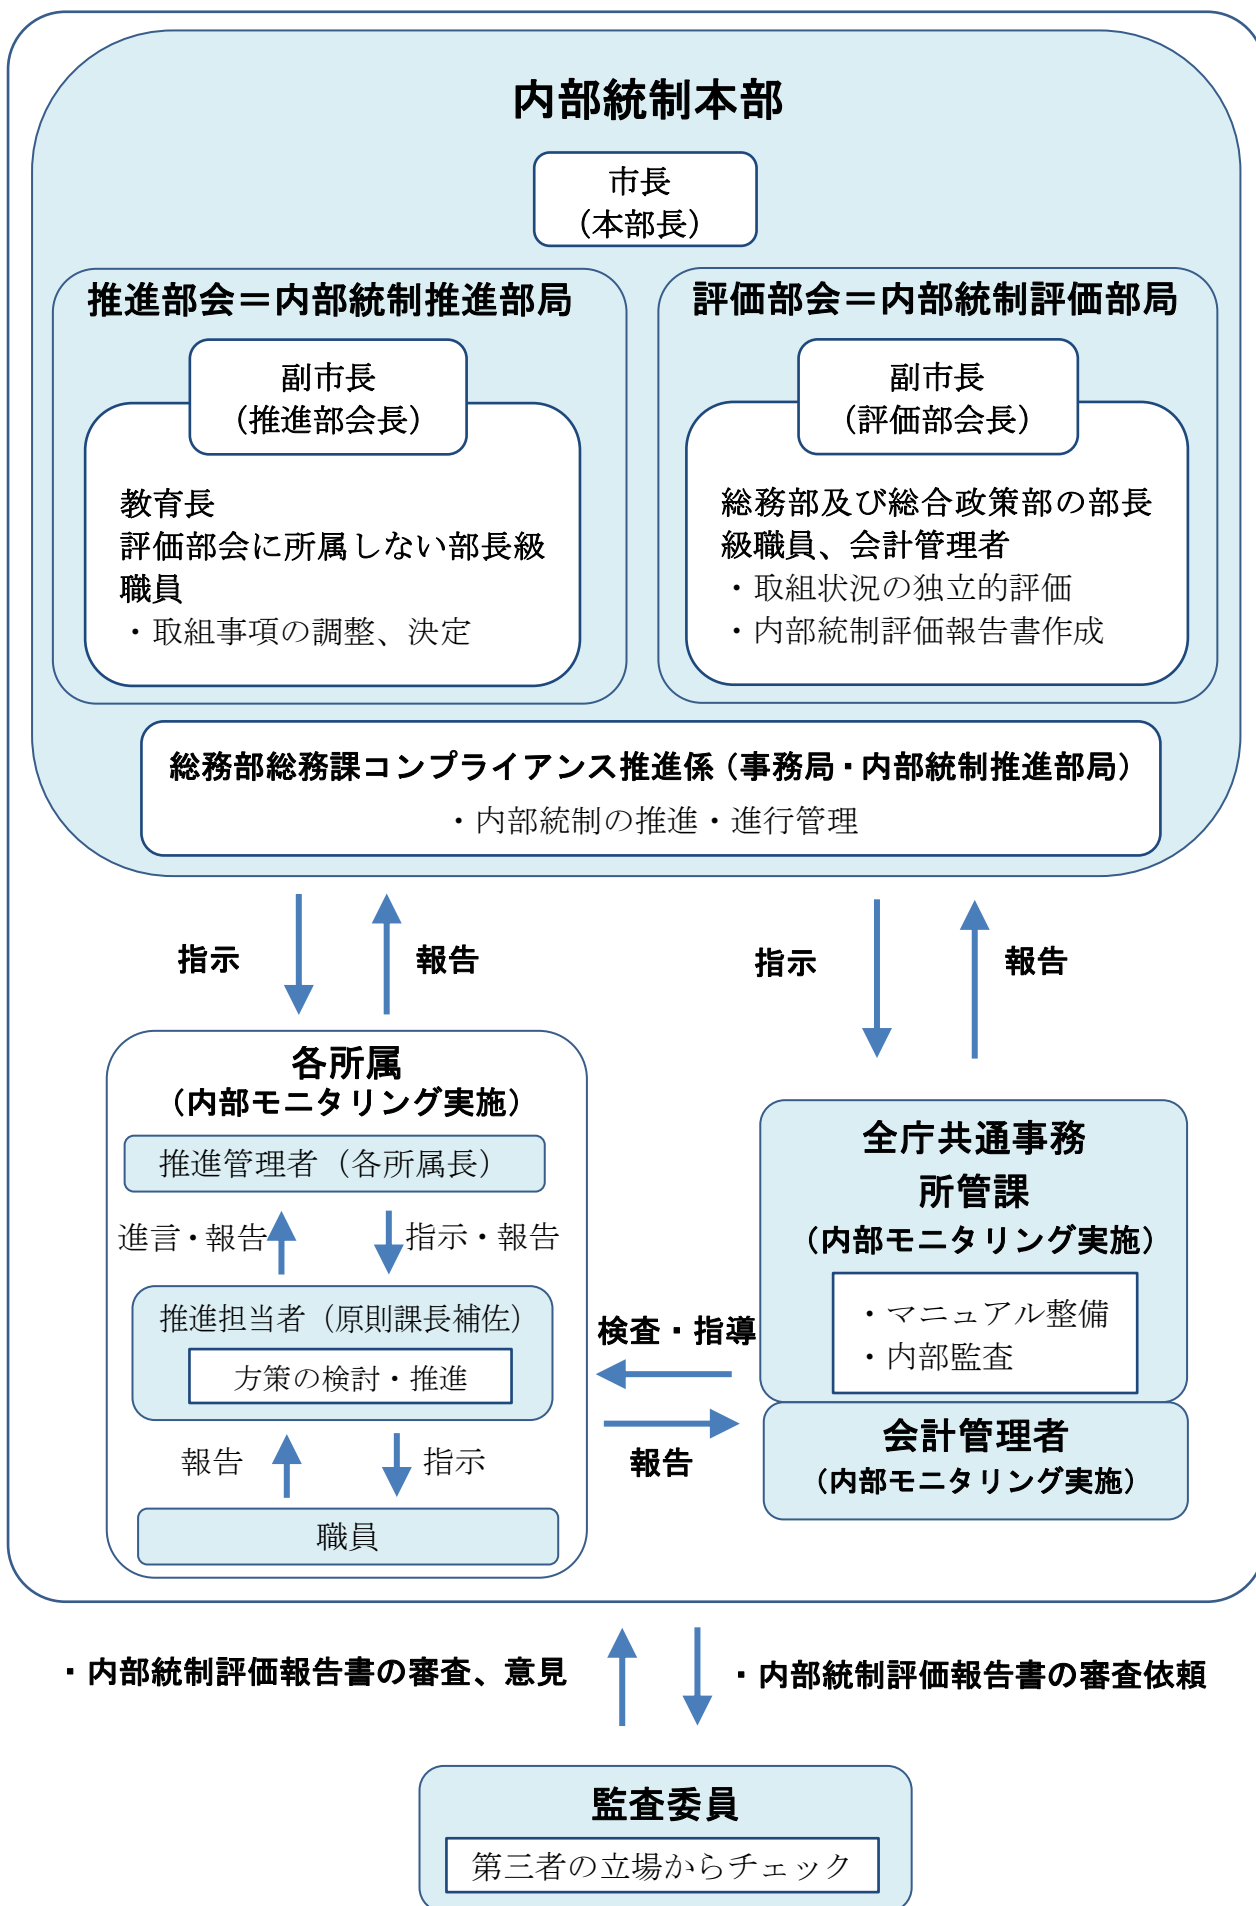 内部統制本部
市長
（本部長）
推進部会＝内部統制推進部局
副市長
（推進部会長）
教育長
評価部会に所属しない部長級
職員
・取組事項の調整、決定
評価部会＝内部統制評価部局
副市長
（評価部会長）
総務部及び総合政策部の部長
級職員、会計管理者
・取組状況の独立的評価
・内部統制評価報告書作成
総務部総務課コンプライアンス推進係（事務局・内部統制推進部局）
・内部統制の推進・進行管理
指示
報告
指示
報告
各所属
（内部モニタリング実施）
推進管理者（各所属長）
進言・報告
指示・報告
推進担当者（原則課長補佐）
方策の検討・推進
報告
指示
職員
検査・指導
報告
全庁共通事務
所管課
（内部モニタリング実施）
・マニュアル整備
・内部監査
会計管理者
（内部モニタリング実施）
・内部統制評価報告書の審査、意見
・内部統制評価報告書の審査依頼
監査委員
第三者の立場からチェック